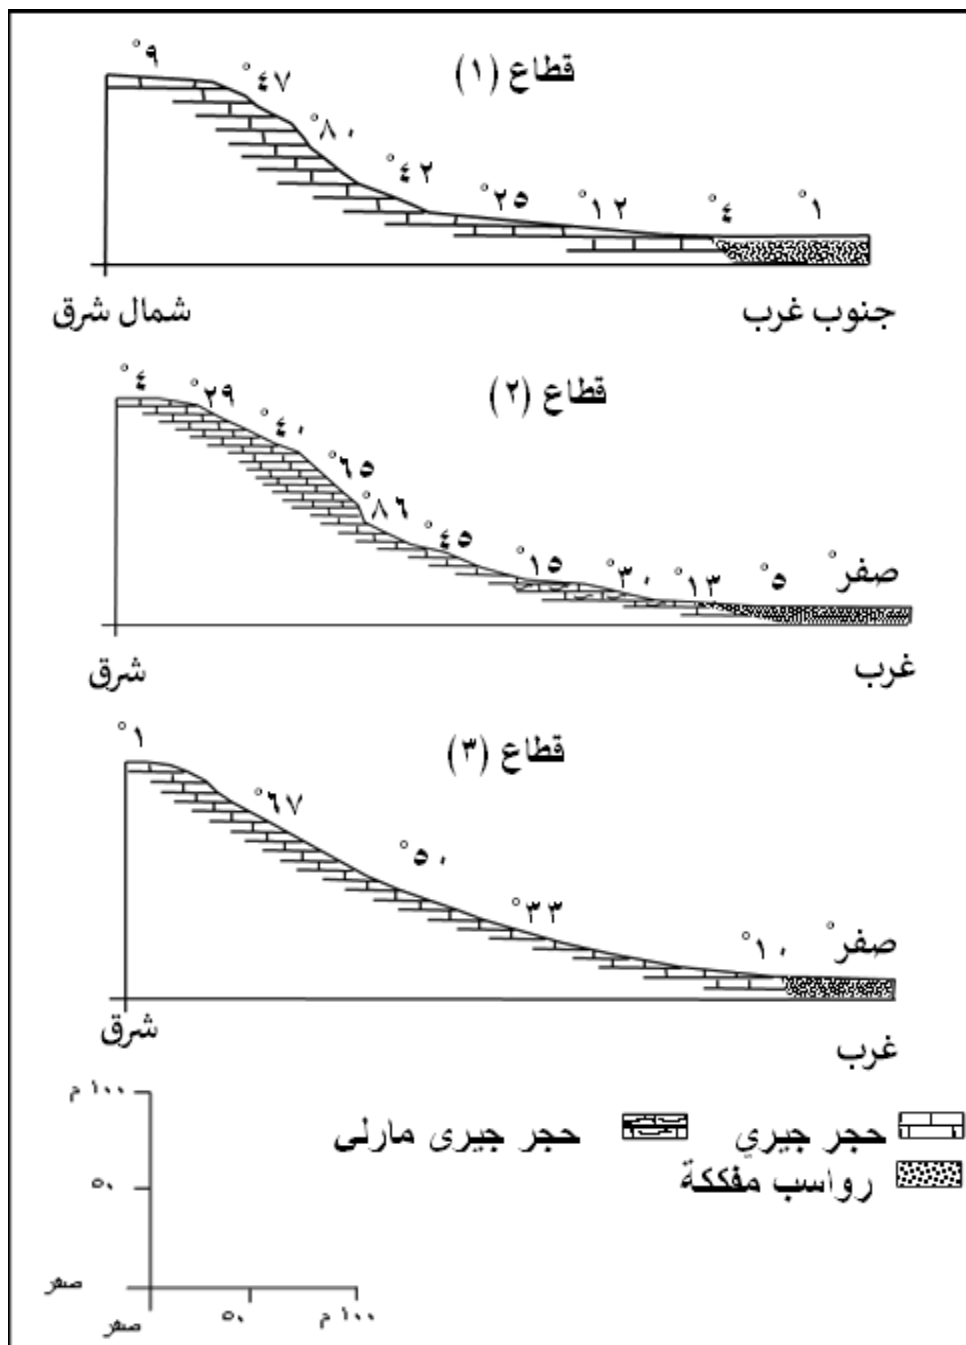 قطاع (١)
°٩
°٤٧
°٨٠
°٤٢
°٢٥
°١٢
°٤
°١
شمال شرق
جنوب غرب
قطاع (٢)
°٤
°٢٩
°٤٠
°٦٥
°٨٦
°٤٥
°١٥
°٣٠
°١٣
°٥
صفر°
شرق
غرب
قطاع (٣)
°١
°٦٧
°٥٠
°٣٣
°١٠
صفر°
شرق
غرب
١٠٠ م
٥٠
صفر
صفر
٥٠
١٠٠ م
حجر جيري
حجر جيرى مارلى
رواسب مفككة